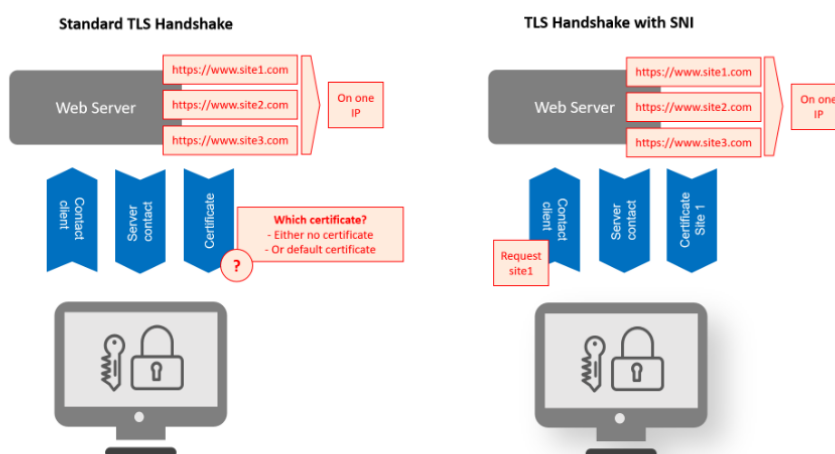 Standard TLS Handshake
Web Server
https://www.site1.com
https://www.site2.com
https://www.site3.com
On one
IP
Contact
client
Server
contact
Certificate
Which certificate?
- Either no certificate
- Or default certificate
?
TLS Handshake with SNI
Web Server
https://www.site1.com
https://www.site2.com
https://www.site3.com
On one
IP
Contact
client
Server
contact
Certificate
Site 1
Request
site1